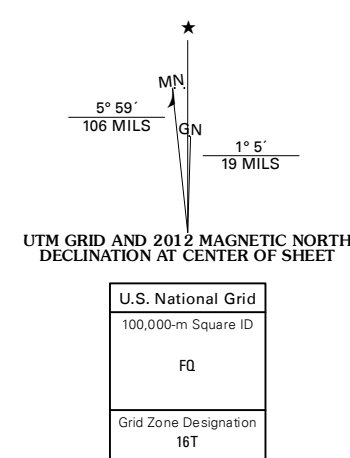 ★
MN
GN
5° 59´
106 MILS
1° 5´
19 MILS
UTM GRID AND 2012 MAGNETIC NORTH
DECLINATION AT CENTER OF SHEET
U.S. National Grid
100,000-m Square ID
FQ
Grid Zone Designation
16T